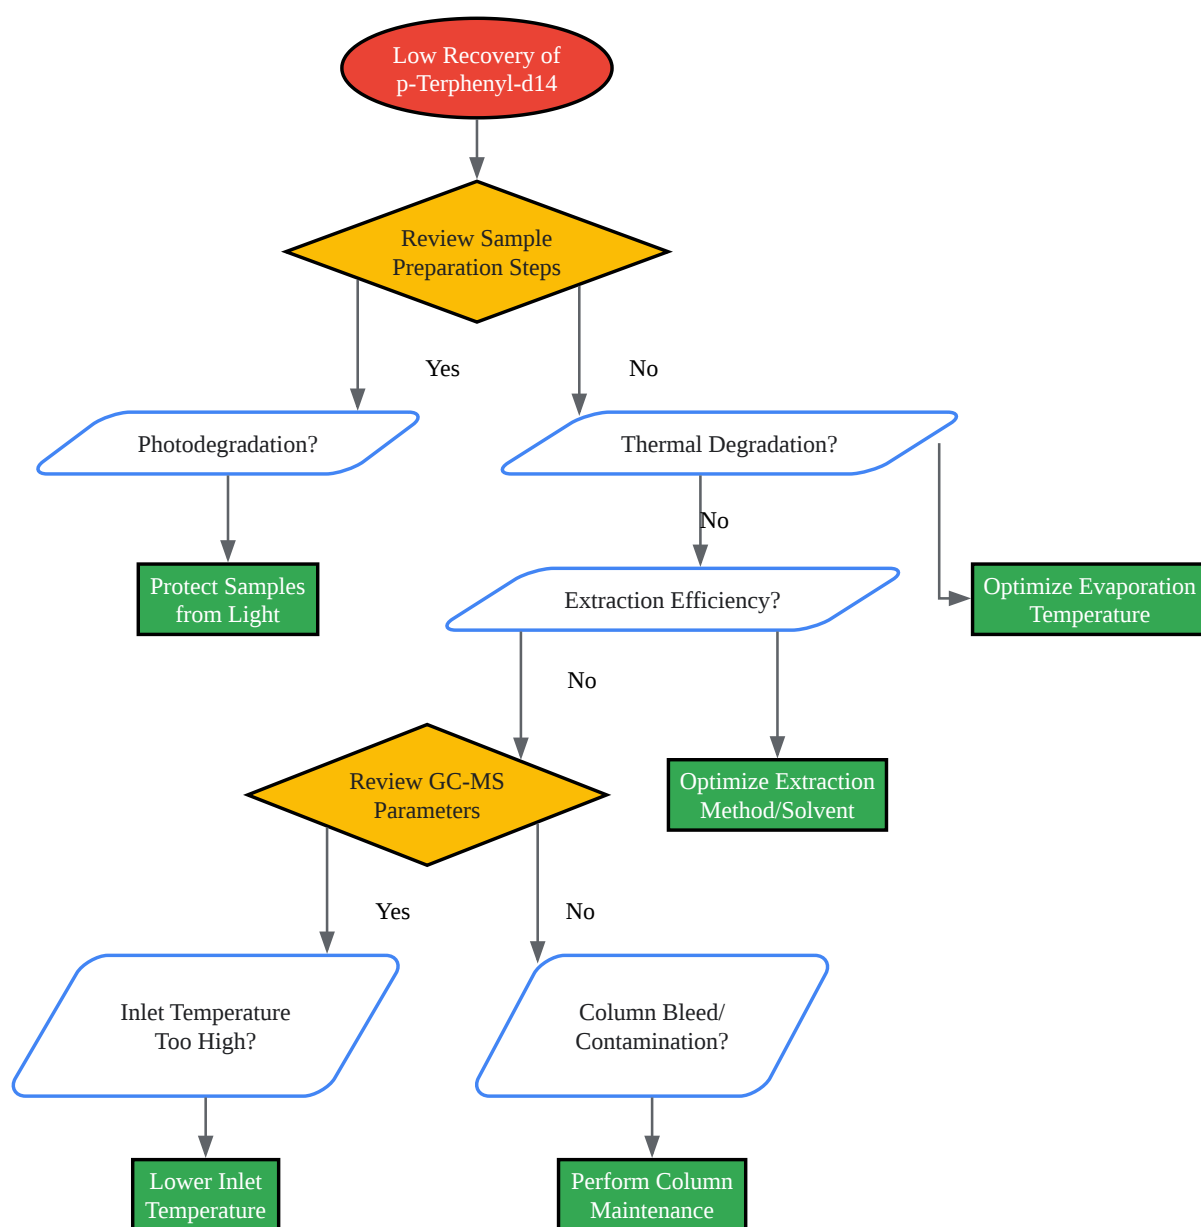 Low Recovery of
p-Terphenyl-d14
Review Sample
Preparation Steps
Yes
No
Photodegradation?
Thermal Degradation?
No
Protect Samples
from Light
Extraction Efficiency?
Optimize Evaporation
Temperature
No
Review GC-MS
Parameters
Optimize Extraction
Method/Solvent
Yes
No
Inlet Temperature
Too High?
Column Bleed/
Contamination?
Lower Inlet
Temperature
Perform Column
Maintenance